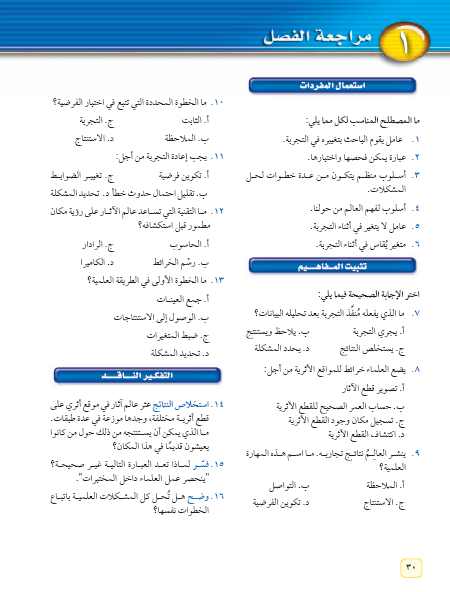 ١ مراجعة الفصل
استعمال المفردات
ما المصطلح المناسب لكل مما يلي:
١. عامل يقوم الباحث بتغييره في التجربة.
٢. عبارة يمكن فحصها واختبارها.
٣. أسلوب منظم يتكون من عدة خطوات لحل
المشكلات.
٤. أسلوب لفهم العالم من حولنا.
٥. عامل لا يتغير في أثناء التجربة.
٦. متغير يُقاس في أثناء التجربة.
تثبيت المفاهيم
اختر الإجابة الصحيحة فيما يلي:
٧. ما الذي يفعله مُنفِّذ التجربة بعد تحليله البيانات؟
أ. يجري التجربة ب. يلاحظ ويستنتج
ج. يستخلص النتائج د. يحدد المشكلة
٨. يضع العلماء خرائط للمواقع الأثرية من أجل:
أ. تصوير قطع الآثار
ب. حساب العمر الصحيح للقطع الأثرية
ج. تسجيل مكان وجود القطع الأثرية
د. اكتشاف القطع الأثرية
٩. ينشر العالِمُ نتائج تجاربه. ما اسم هذه المهارة
العلمية؟
أ. الملاحظة ب. التواصل
ج. الاستنتاج د. تكوين الفرضية
١٠. ما الخطوة المحددة التي تتبع في اختبار الفرضية؟
أ. الثابت ج. التجربة
ب. الملاحظة د. الاستنتاج
١١. يجب إعادة التجربة من أجل:
أ. تكوين فرضية ج. تغيير الضوابط
ب. تقليل احتمال حدوث خطأ د. تحديد المشكلة
١٢. ما التقنية التي تساعد عالم الآثار على رؤية مكان
مطمور قبل استكشافه؟
أ. الحاسوب ج. الرادار
ب. رسْم الخرائط د. الكاميرا
١٣. ما الخطوة الأولى في الطريقة العلمية؟
أ. جمع العينات
ب. الوصول إلى الاستنتاجات
ج. ضبط المتغيرات
د. تحديد المشكلة
التفكير الناقد
١٤. استخلاص النتائج عثر عالم آثار في موقع أثري على
قطع أثرية مختلفة، وجدها موزعة في عدة طبقات.
ما الذي يمكن أن يستنتجه من ذلك حول من كانوا
يعيشون قديمًا في هذا المكان؟
١٥. فسّر لماذا تعد العبارة التالية غير صحيحة؟
"ينحصر عمل العلماء داخل المختبرات".
١٦. وضح هل تُحل كل المشكلات العلمية باتباع
الخطوات نفسها؟
٣٠